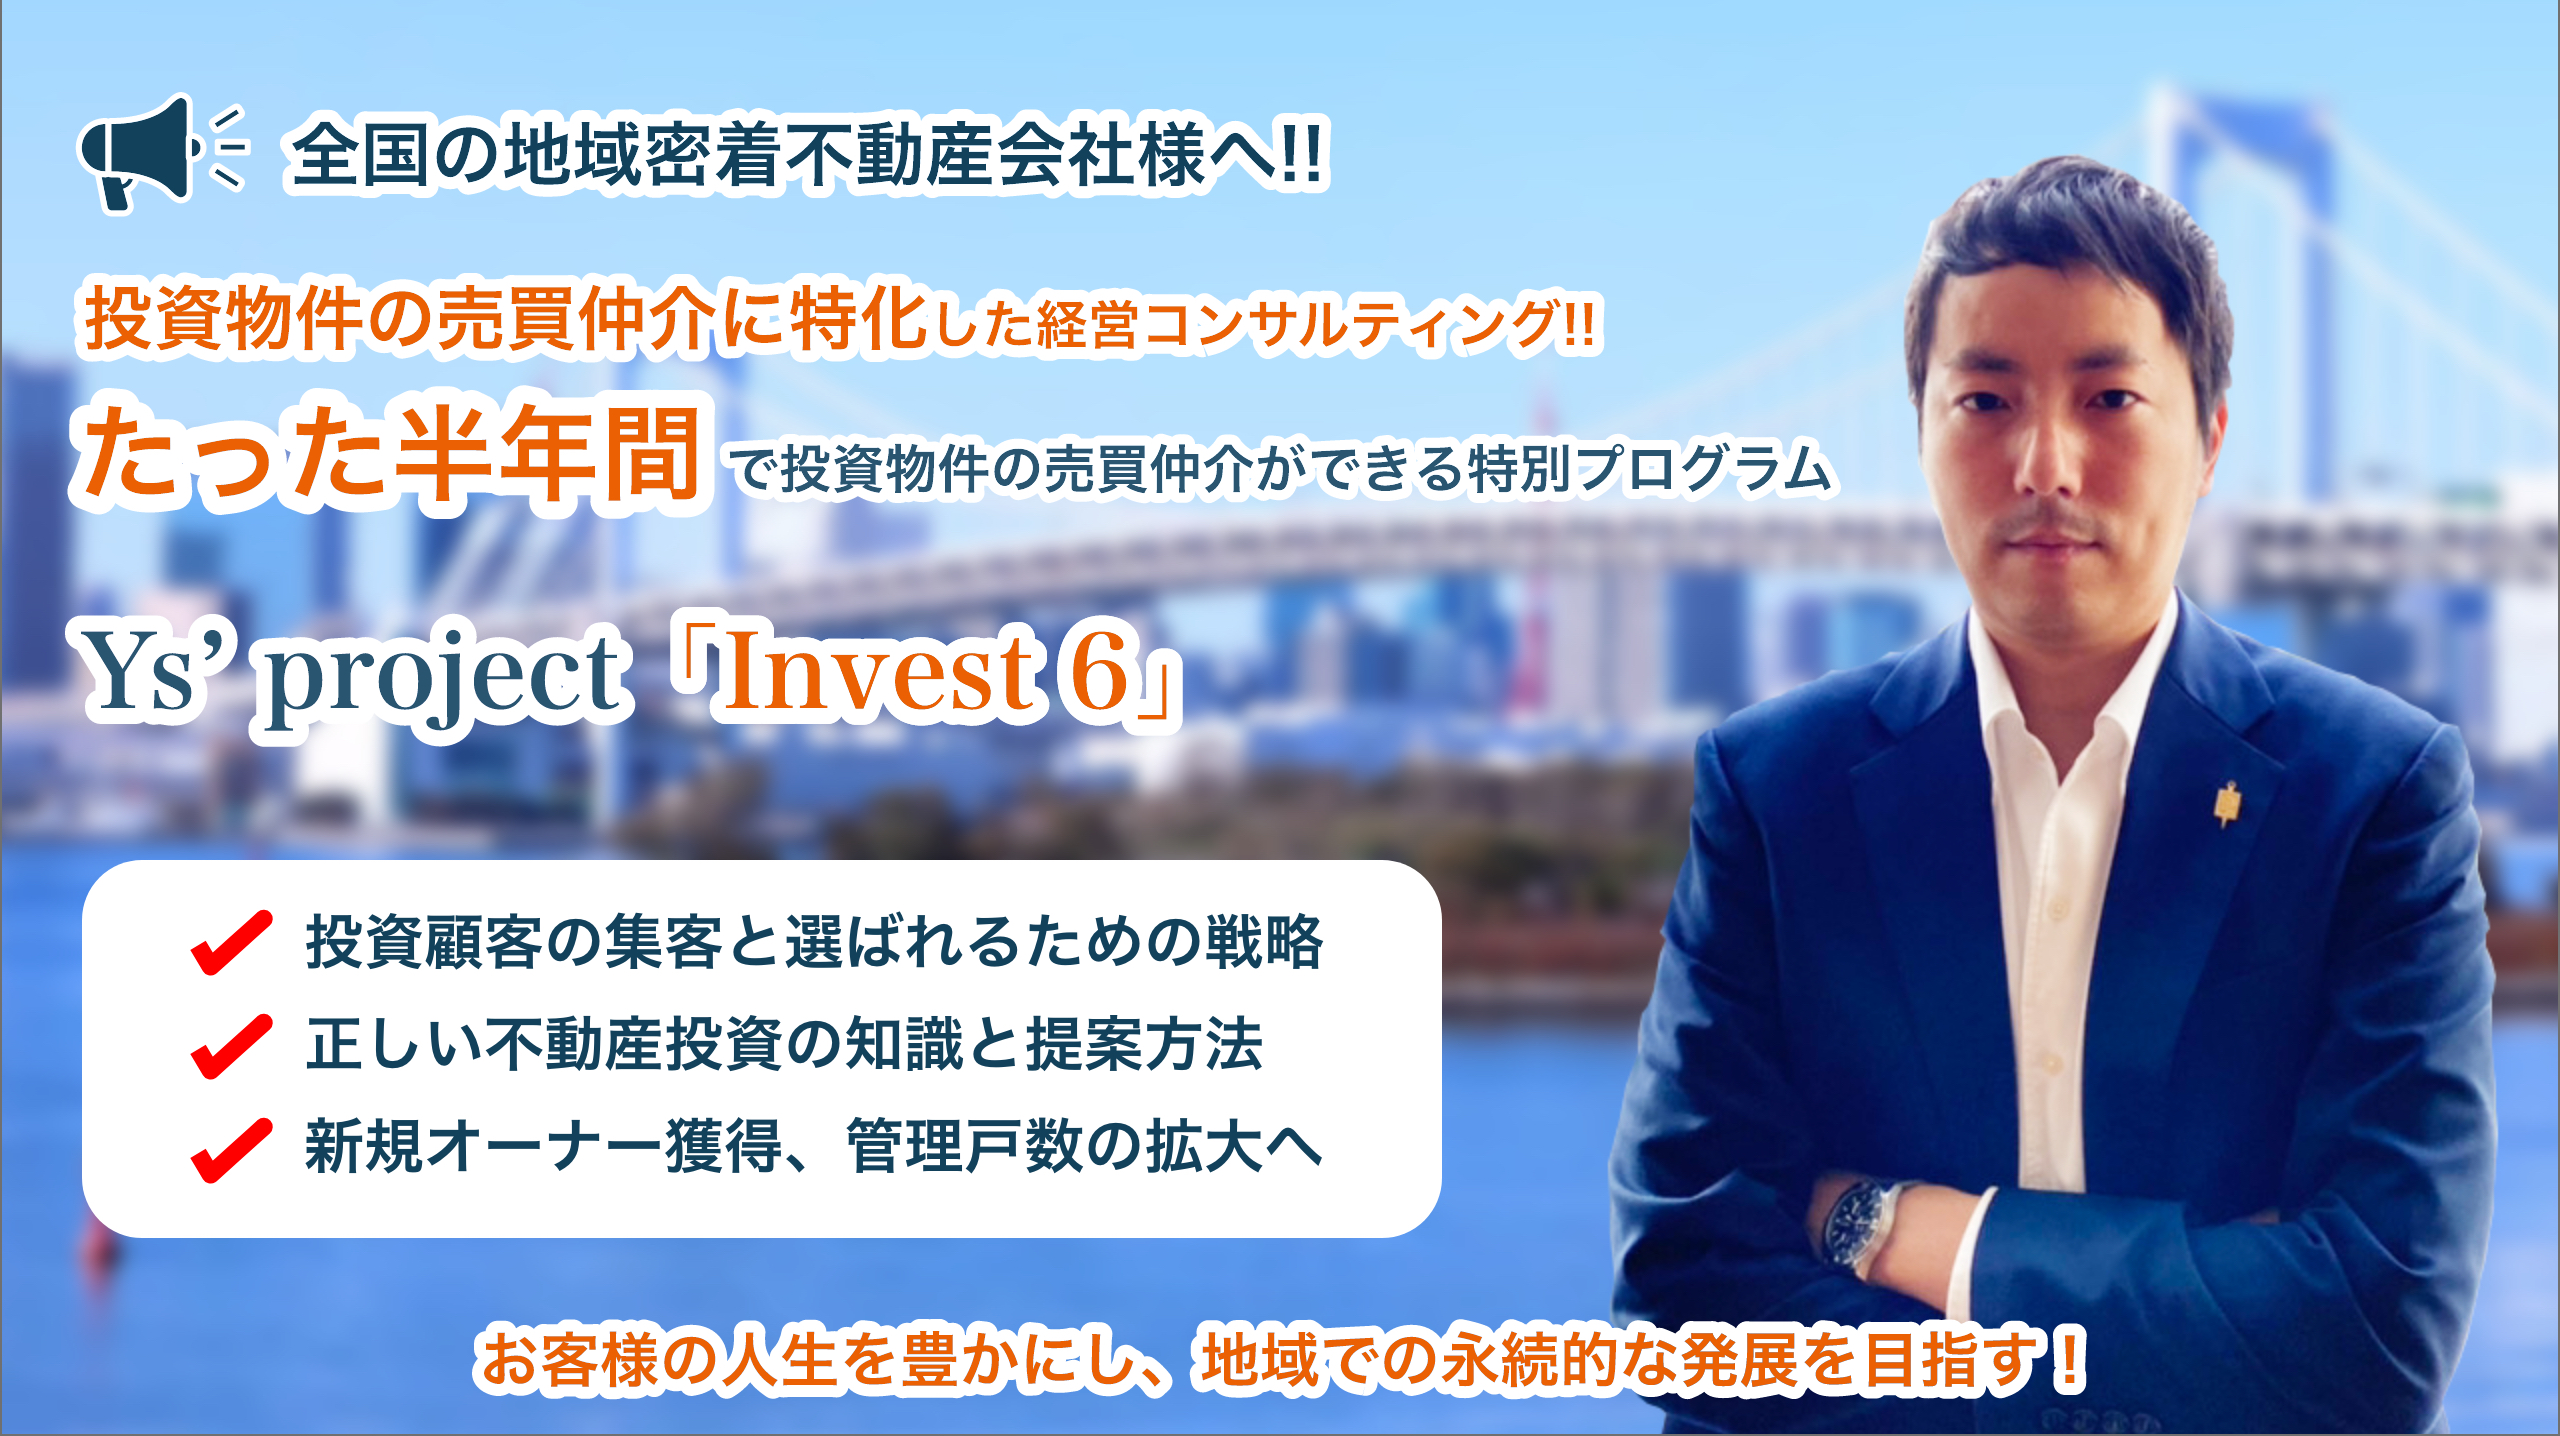 全国の地域密着不動産会社様へ!!
投資物件の売買仲介に特化した経営コンサルティング!!
たった半年間で投資物件の売買仲介ができる特別プログラム
Ys’ project「Invest 6」
投資顧客の集客と選ばれるための戦略
正しい不動産投資の知識と提案方法
新規オーナー獲得、管理戸数の拡大へ
お客様の人生を豊かにし、地域での永続的な発展を目指す！